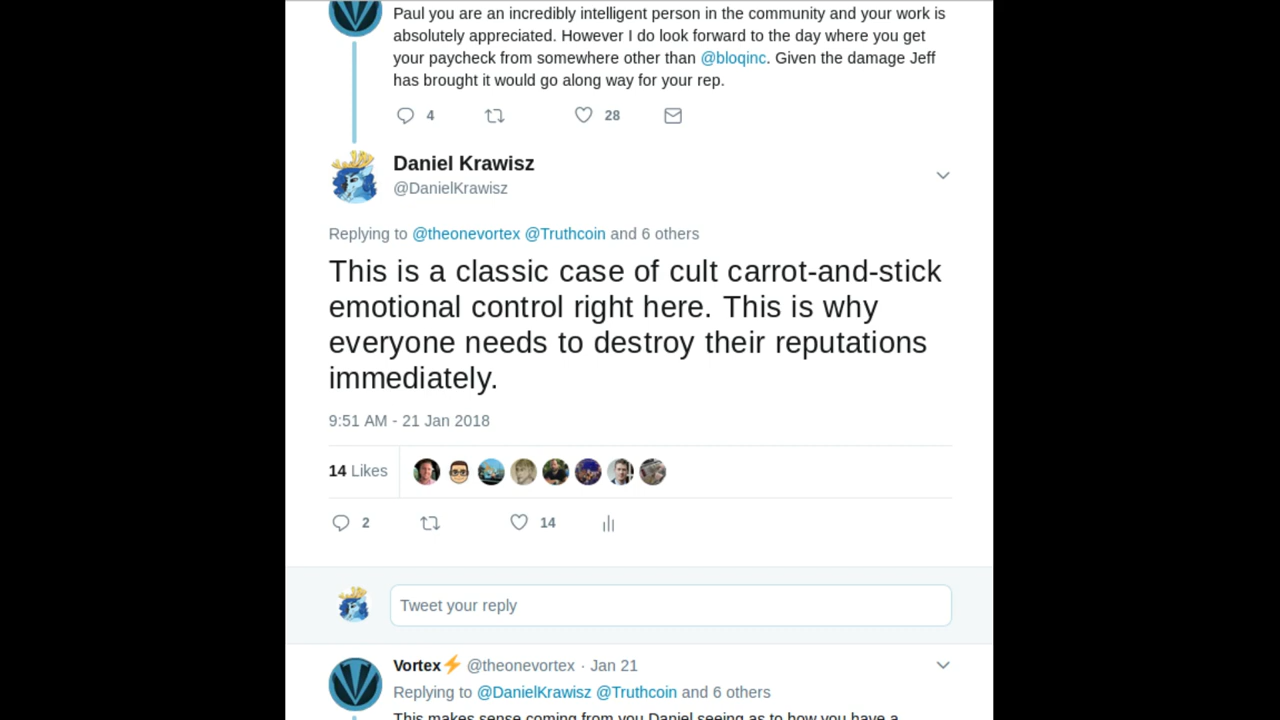 Paul you are an incredibly intelligent person in the community and your work is
absolutely appreciated. However I do look forward to the day where you get
your paycheck from somewhere other than @bloqinc. Given the damage Jeff
has brought it would go along way for your rep.
4 28
Daniel Krawisz
@DanielKrawisz
Replying to @theonevortex @Truthcoin and 6 others
This is a classic case of cult carrot-and-stick
emotional control right here. This is why
everyone needs to destroy their reputations
immediately.
9:51 AM - 21 Jan 2018
14 Likes
2 14
Tweet your reply
Vortex⚡ @theonevortex · Jan 21
Replying to @DanielKrawisz @Truthcoin and 6 others
This makes sense coming from you Daniel seeing as to how you have a